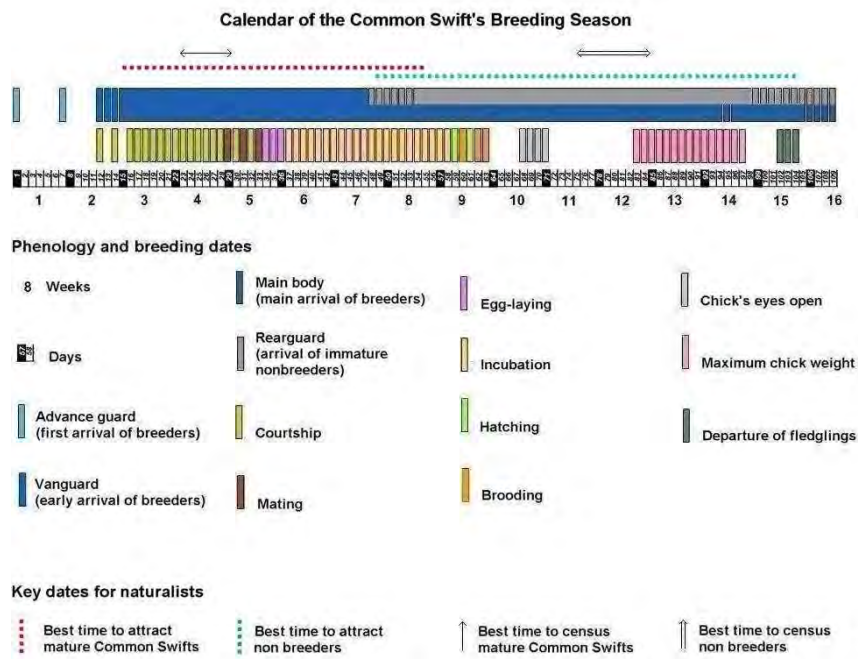 Calendar of the Common Swift's Breeding Season
1 2 3 4 5 6 7 8 9 10 11 12 13 14 15 16
Phenology and breeding dates
8 Weeks
Days
Advance guard
(first arrival of breeders)
Vanguard
(early arrival of breeders)
Main body
(main arrival of breeders)
Rearguard
(arrival of immature
nonbreeders)
Courtship
Mating
Egg-laying
Incubation
Hatching
Brooding
Chick's eyes open
Maximum chick weight
Departure of fledglings
Key dates for naturalists
Best time to attract
mature Common Swifts
Best time to attract
non breeders
Best time to census
mature Common Swifts
Best time to census
non breeders